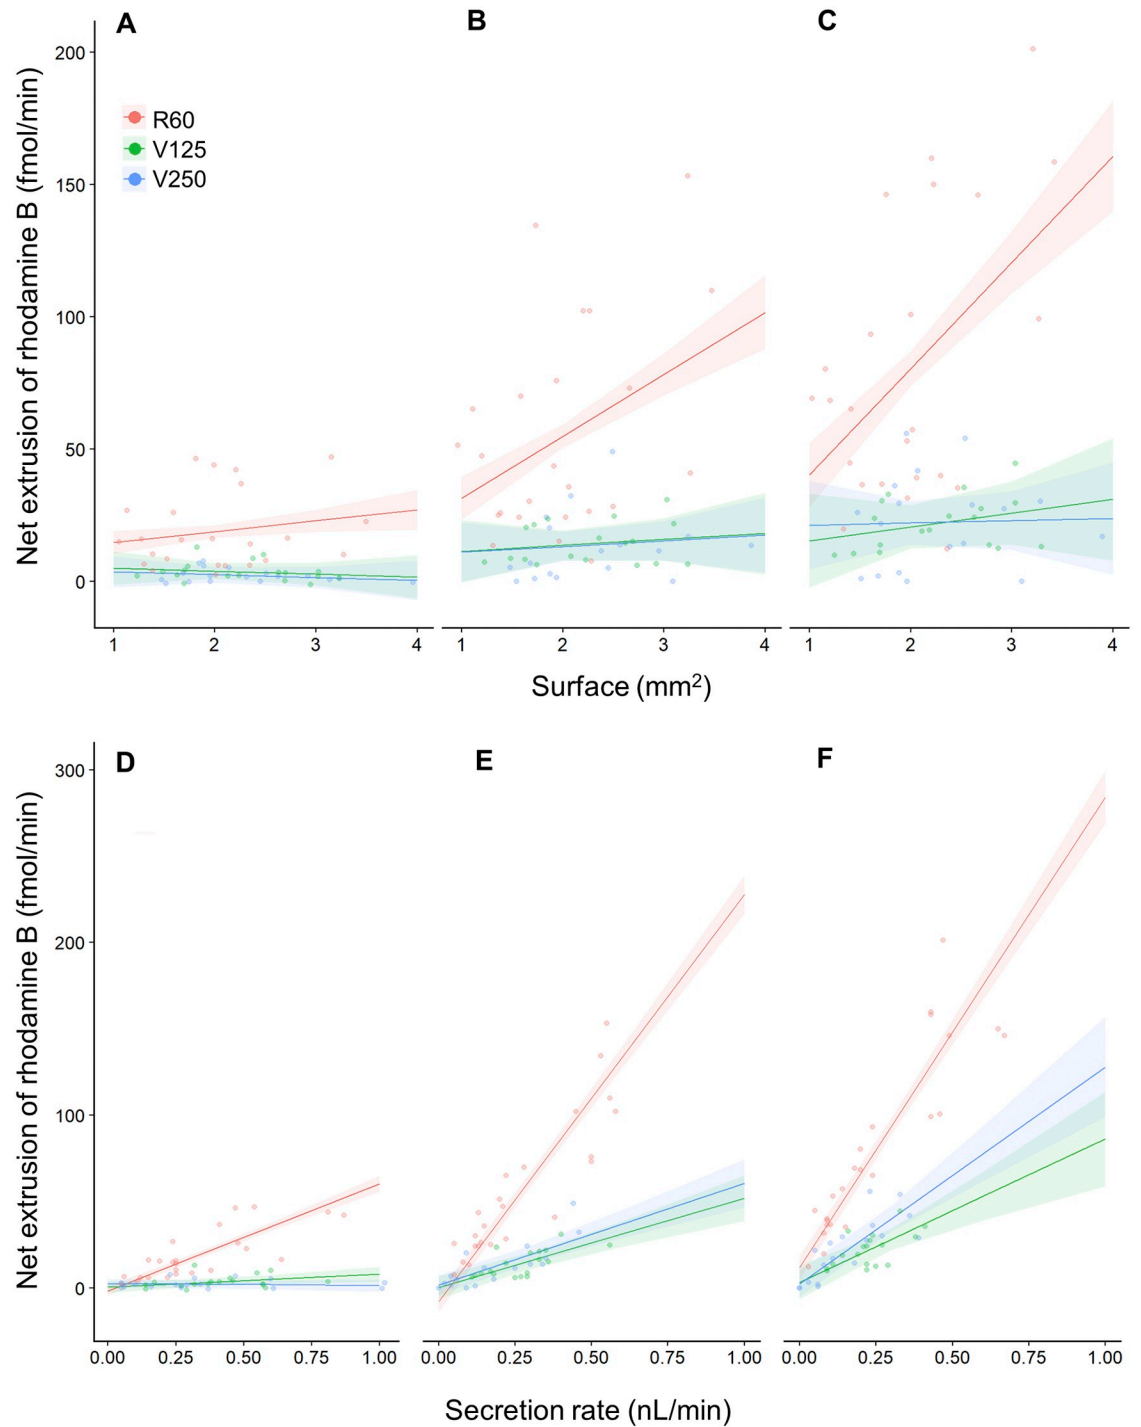 A B C
200
R60
V125
V250
150
100
50
0
Net extrusion of rhodamine B (fmol/min)
1 2 3 4 1 2 3 4 1 2 3 4
Surface (mm²)
D E F
300
200
100
0
Net extrusion of rhodamine B (fmol/min)
0.00 0.25 0.50 0.75 1.00 0.00 0.25 0.50 0.75 1.00 0.00 0.25 0.50 0.75 1.00
Secretion rate (nL/min)